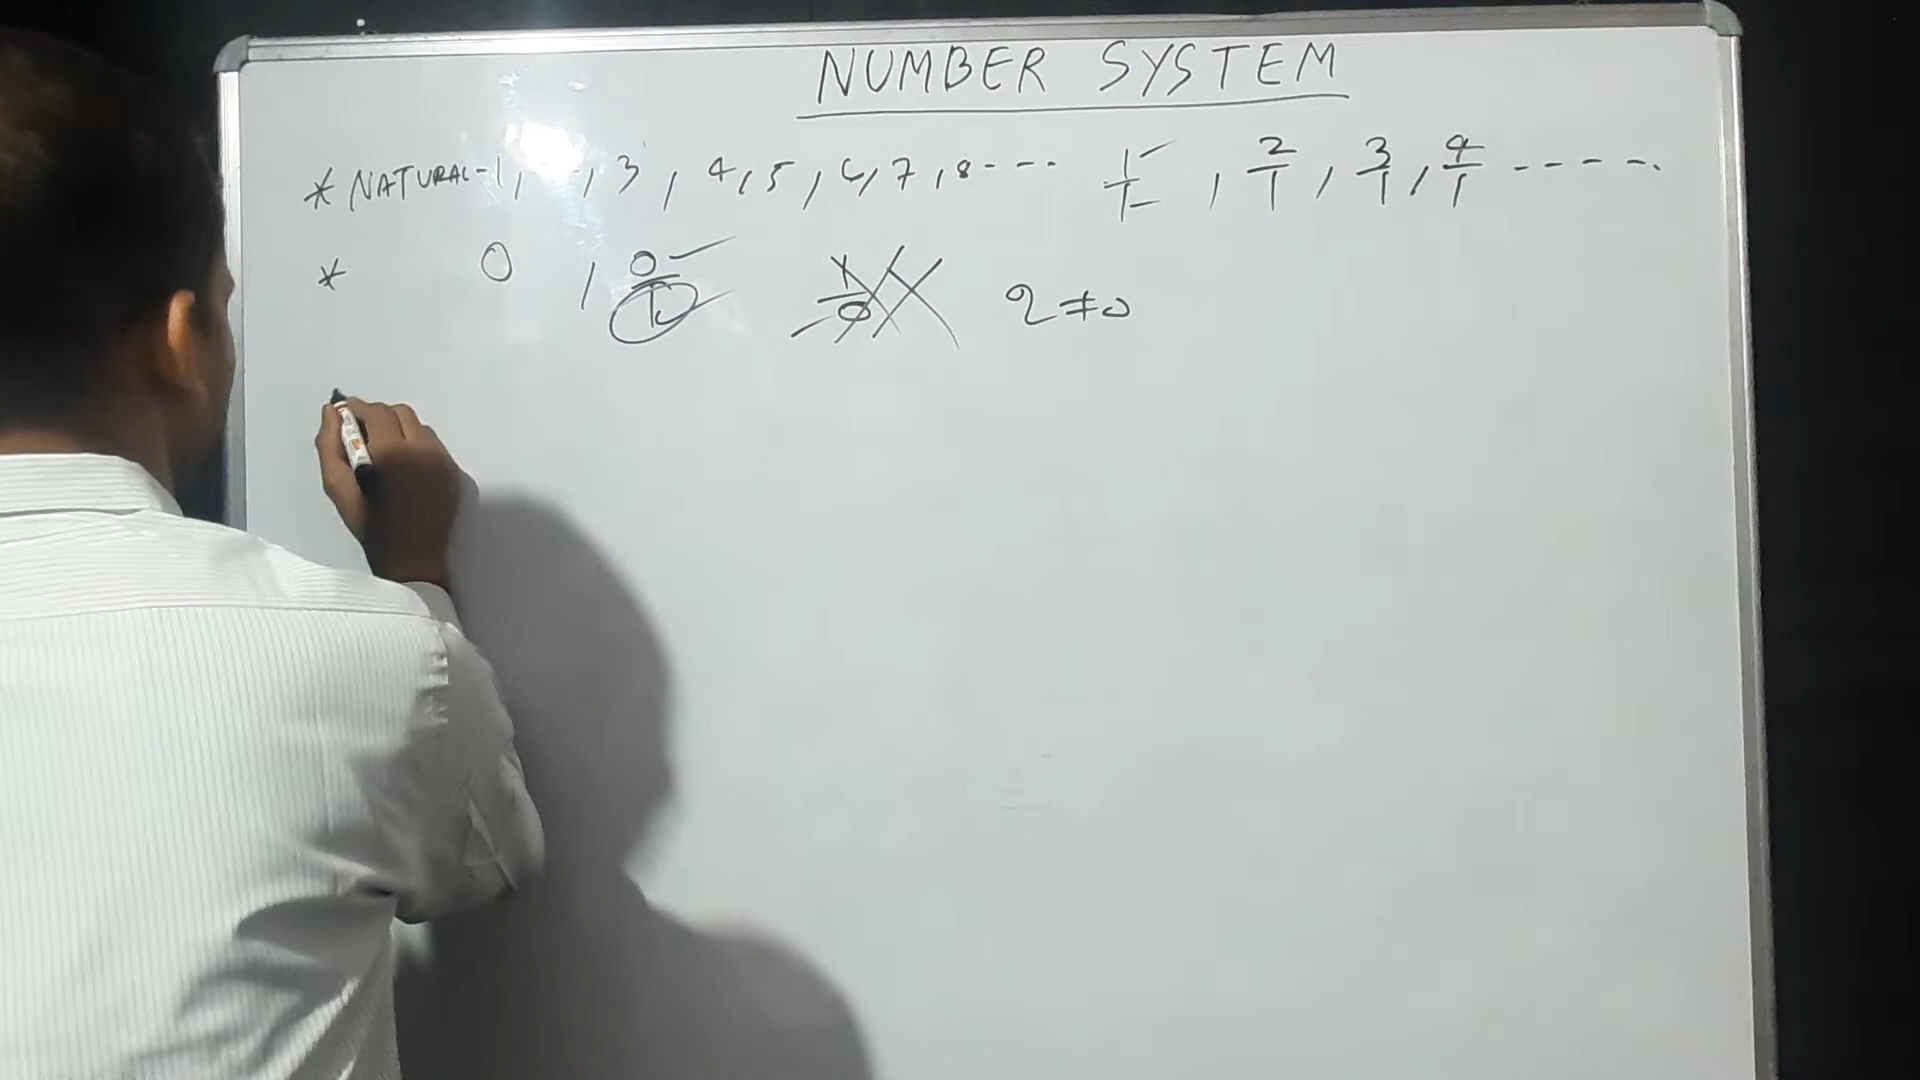 NUMBER SYSTEM
* NATURAL - 1, , 3, 4, 5, 6, 7, 8 - - - 1/1, 2/1, 3/1, 4/1 - - - - -
* 0, 0/1 1/0 q ≠ 0